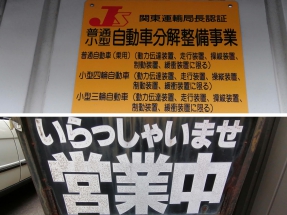 JS 関東運輸局長認証
普通
小型 自動車分解整備事業
普通自動車(乗用) (動力伝達装置、走行装置、操縦装置、
制動装置、緩衝装置に限る)
小型四輪自動車 (動力伝達装置、走行装置、操縦装置、
制動装置、緩衝装置に限る)
小型三輪自動車 (動力伝達装置、走行装置、操縦装置、
制動装置、緩衝装置に限る)
いらっしゃいませ
営業中